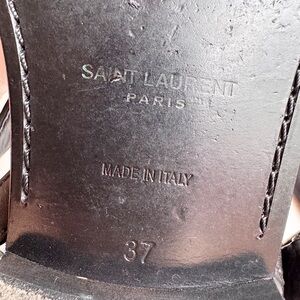 SAINT LAURENT
PARIS
MADE IN ITALY
37